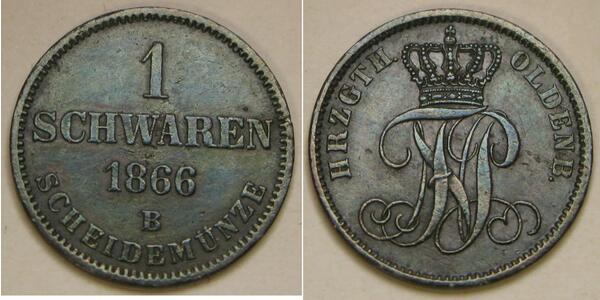 1
SCHWAREN
1866
B
SCHEIDEMÜNZE
HRZGTH. OLDENB.